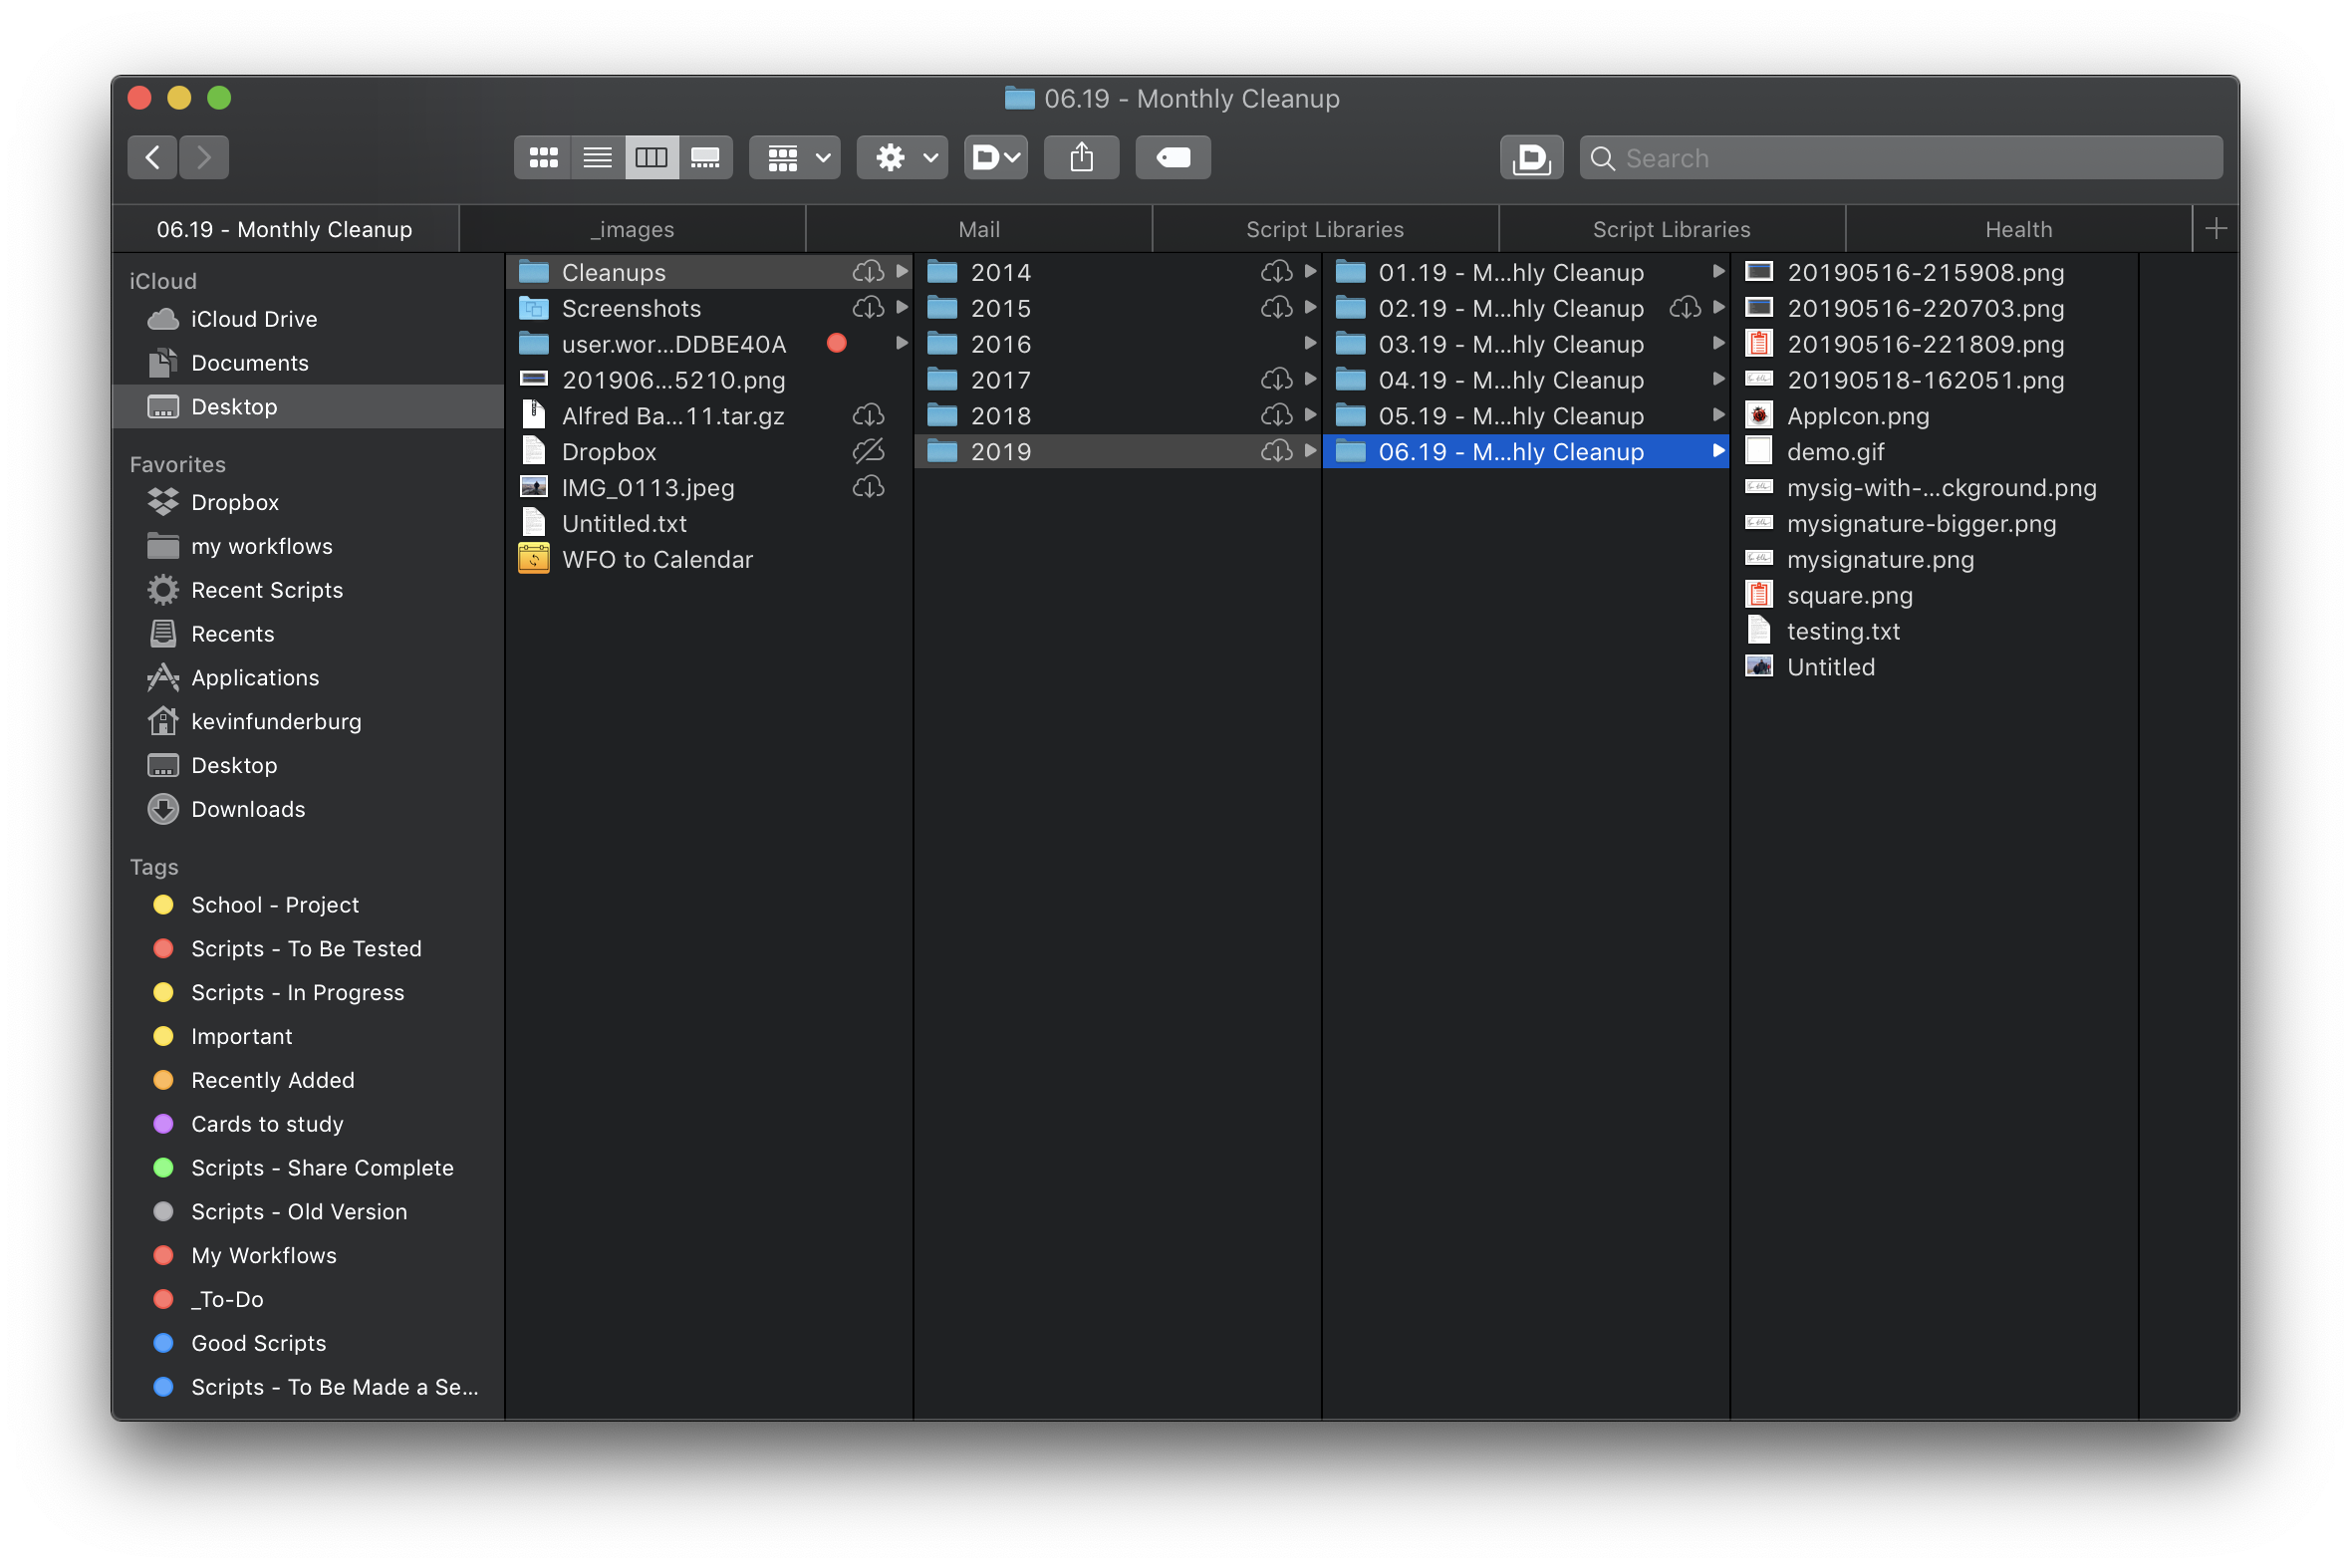 06.19 - Monthly Cleanup
Search
06.19 - Monthly Cleanup
_images
Mail
Script Libraries
Script Libraries
Health
iCloud
iCloud Drive
Documents
Desktop
Favorites
Dropbox
my workflows
Recent Scripts
Recents
Applications
kevinfunderburg
Desktop
Downloads
Tags
School - Project
Scripts - To Be Tested
Scripts - In Progress
Important
Recently Added
Cards to study
Scripts - Share Complete
Scripts - Old Version
My Workflows
_To-Do
Good Scripts
Scripts - To Be Made a Se...
Cleanups
Screenshots
user.wor...DDBE40A
201906...5210.png
Alfred Ba...11.tar.gz
Dropbox
IMG_0113.jpeg
Untitled.txt
WFO to Calendar
2014
2015
2016
2017
2018
2019
01.19 - M...hly Cleanup
02.19 - M...hly Cleanup
03.19 - M...hly Cleanup
04.19 - M...hly Cleanup
05.19 - M...hly Cleanup
06.19 - M...hly Cleanup
20190516-215908.png
20190516-220703.png
20190516-221809.png
20190518-162051.png
AppIcon.png
demo.gif
mysig-with-...ckground.png
mysignature-bigger.png
mysignature.png
square.png
testing.txt
Untitled